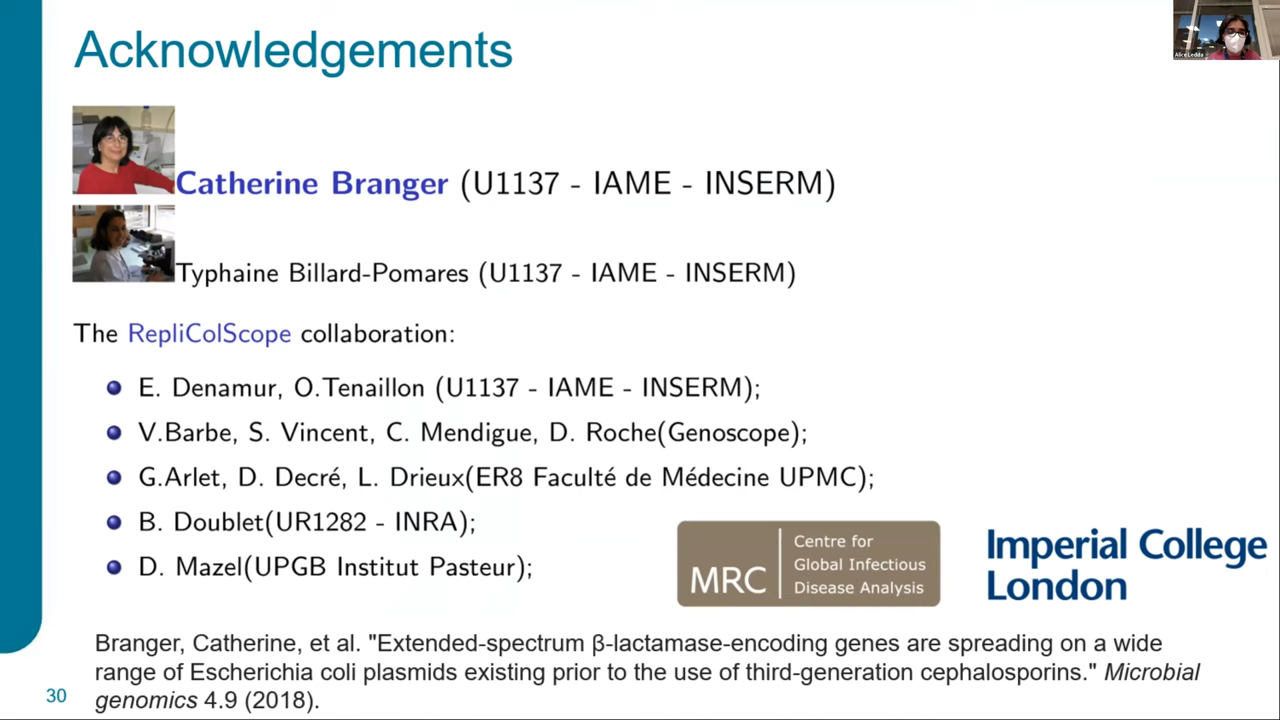 Acknowledgements
Alice Ledda
Catherine Branger (U1137 - IAME - INSERM)
Typhaine Billard-Pomares (U1137 - IAME - INSERM)
The RepliColScope collaboration:
E. Denamur, O.Tenaillon (U1137 - IAME - INSERM);
V.Barbe, S. Vincent, C. Mendigue, D. Roche(Genoscope);
G.Arlet, D. Decré, L. Drieux(ER8 Faculté de Médecine UPMC);
B. Doublet(UR1282 - INRA);
D. Mazel(UPGB Institut Pasteur);
MRC
Centre for
Global Infectious
Disease Analysis
Imperial College
London
Branger, Catherine, et al. "Extended-spectrum β-lactamase-encoding genes are spreading on a wide
range of Escherichia coli plasmids existing prior to the use of third-generation cephalosporins." Microbial
genomics 4.9 (2018).
30